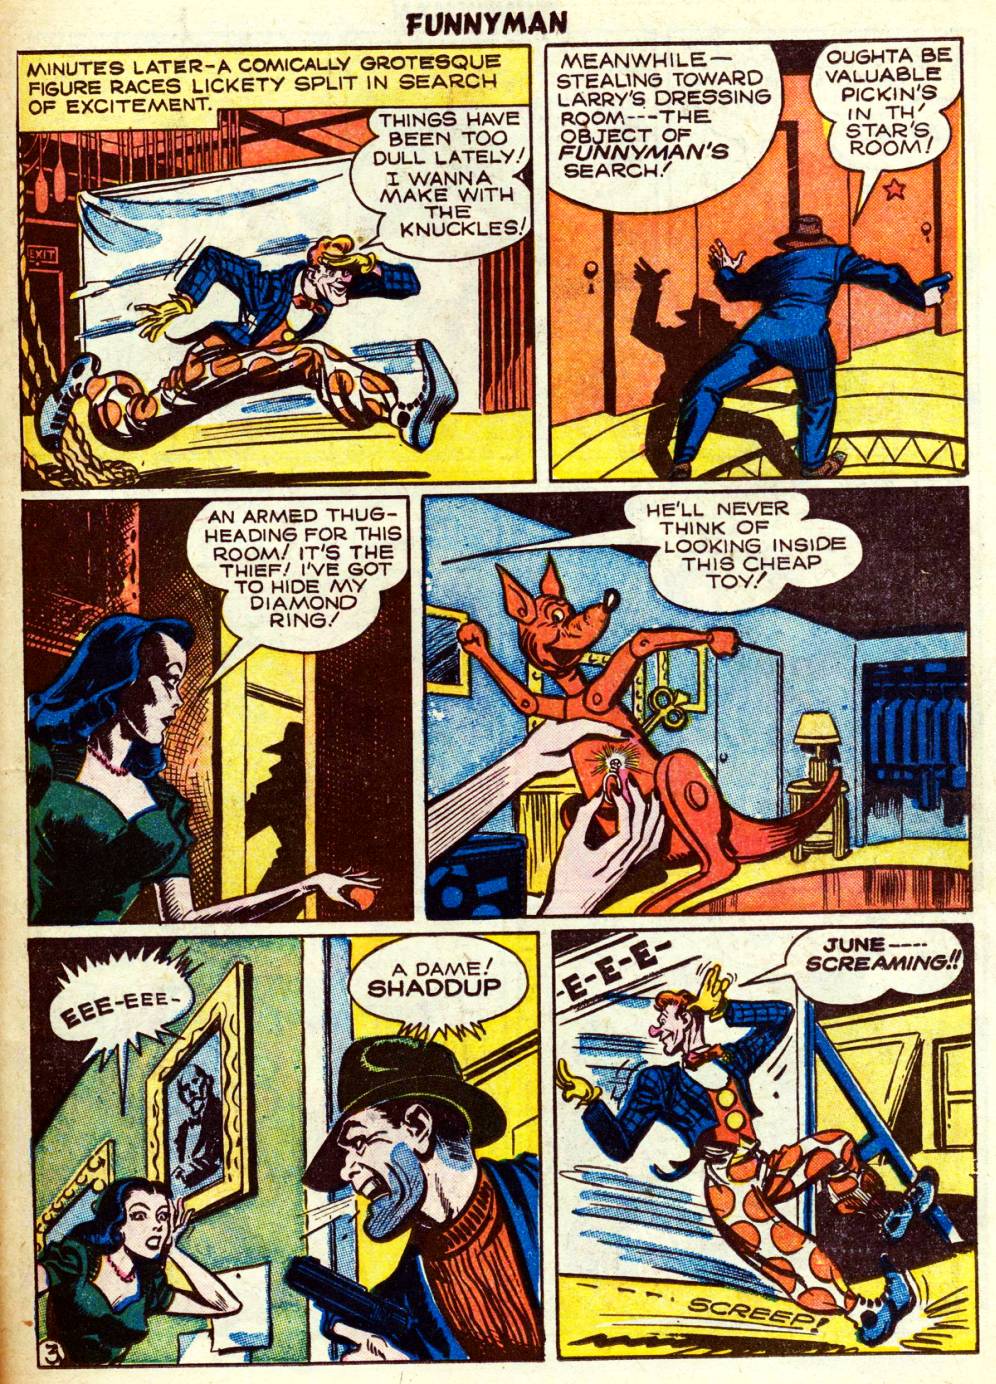 FUNNYMAN
MINUTES LATER-A COMICALLY GROTESQUE
FIGURE RACES LICKETY SPLIT IN SEARCH
OF EXCITEMENT.
THINGS HAVE
BEEN TOO
DULL LATELY!
I WANNA
MAKE WITH
THE
KNUCKLES!
EXIT
MEANWHILE—
STEALING TOWARD
LARRY'S DRESSING
ROOM---THE
OBJECT OF
FUNNYMAN'S
SEARCH!
OUGHTA BE
VALUABLE
PICKIN'S
IN TH'
STAR'S
ROOM!
AN ARMED THUG-
HEADING FOR THIS
ROOM! IT'S THE
THIEF! I'VE GOT
TO HIDE MY
DIAMOND
RING!
HE'LL NEVER
THINK OF
LOOKING INSIDE
THIS CHEAP
TOY!
EEE-EEE-
A DAME!
SHADDUP
-E-E-E-
JUNE----
SCREAMING!!
SCREEP!
3